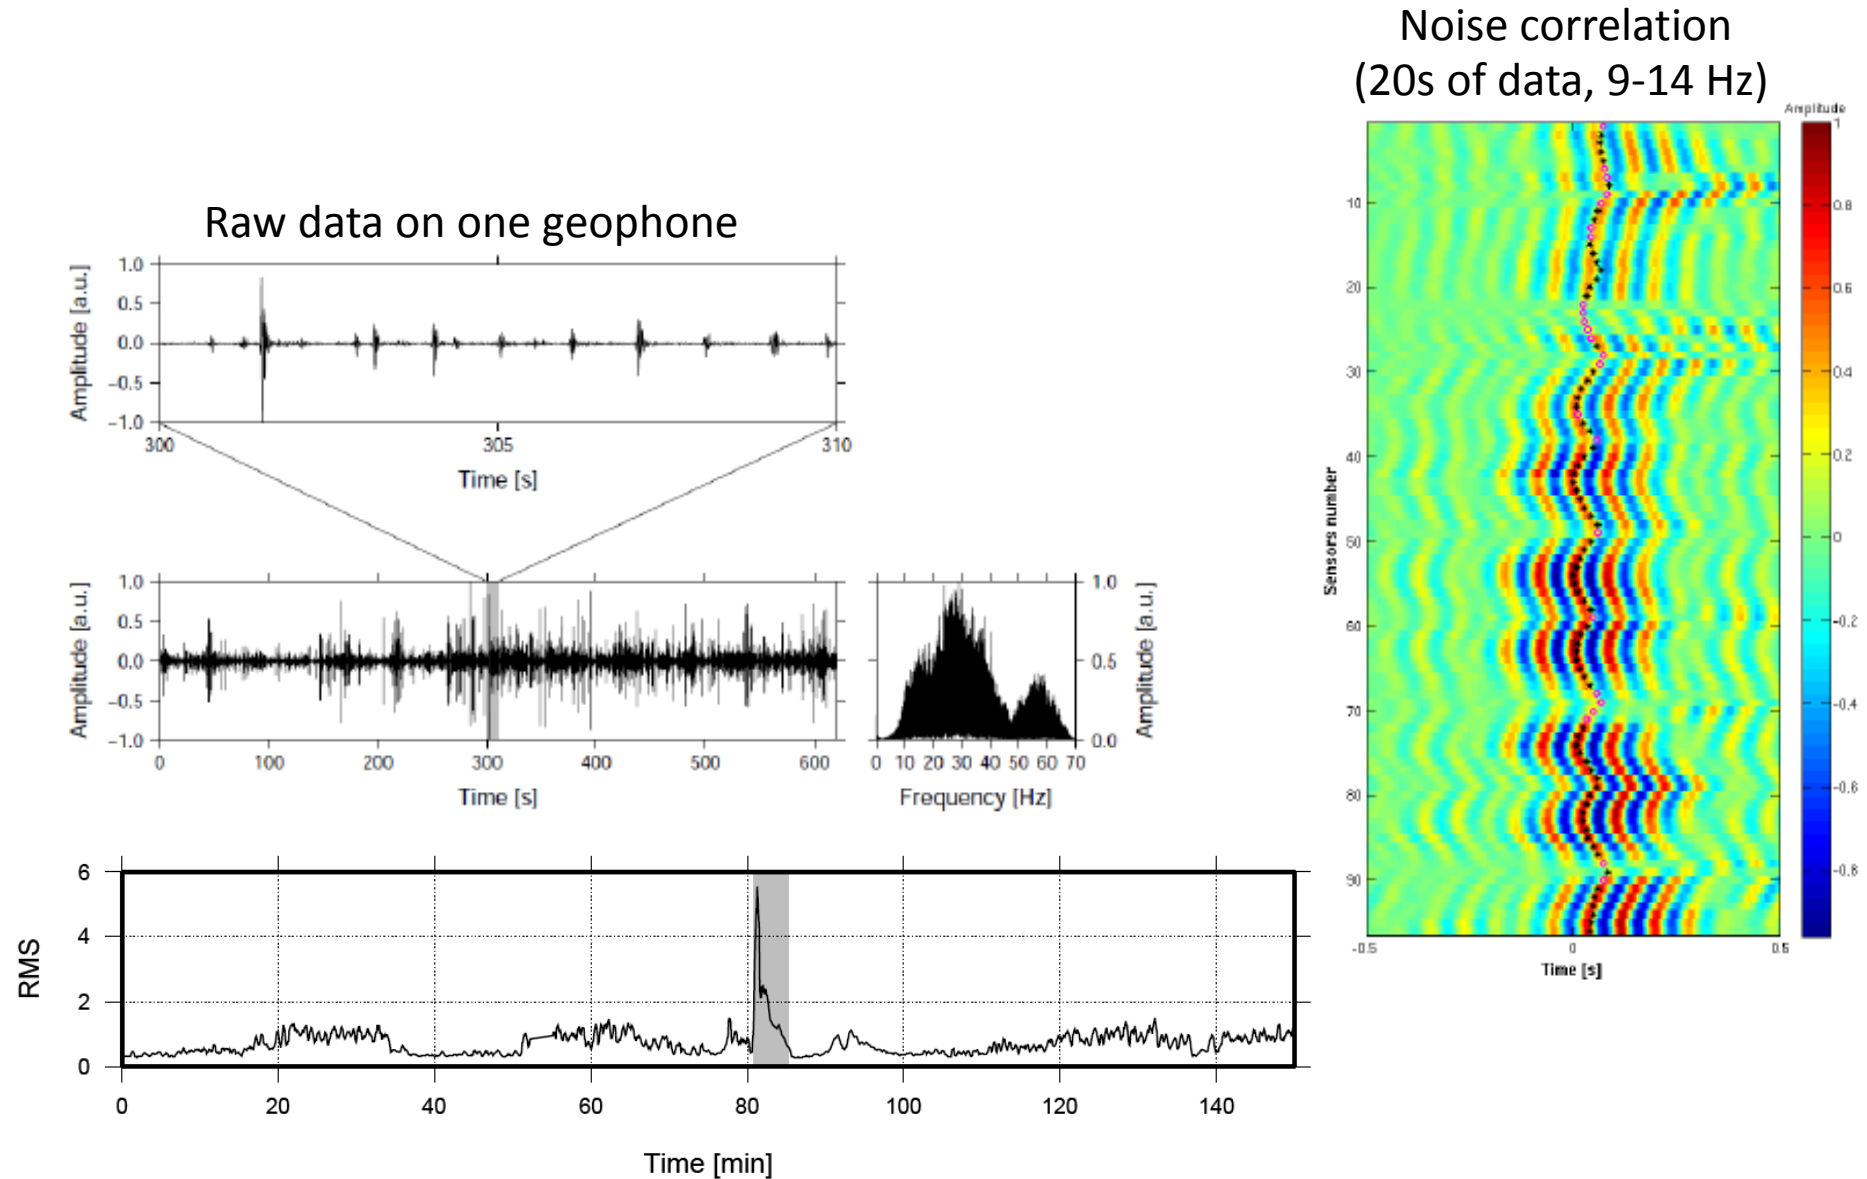 Noise correlation
(20s of data, 9-14 Hz)
Raw data on one geophone
Amplitude [a.u.]
1.0
0.5
0.0
−0.5
−1.0
300 305 310
Time [s]
Amplitude [a.u.]
1.0
0.5
0.0
−0.5
−1.0
0 100 200 300 400 500 600
Time [s]
1.0
0.5
0.0
Amplitude [a.u.]
0 10 20 30 40 50 60 70
Frequency [Hz]
RMS
6
4
2
0
0 20 40 60 80 100 120 140
Time [min]
Sensors number
10
20
30
40
50
60
70
80
90
-0.5 0 0.5
Time [s]
Amplitude
1
0.8
0.6
0.4
0.2
0
-0.2
-0.4
-0.6
-0.8